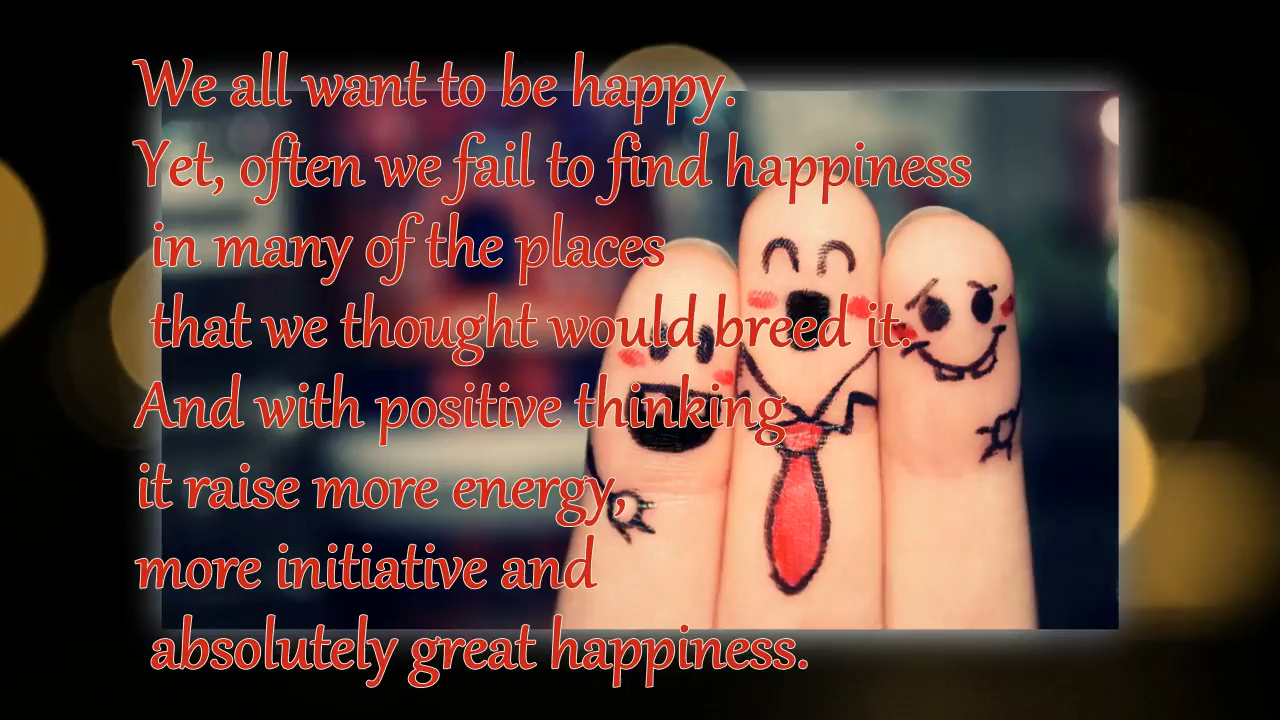 We all want to be happy.
Yet, often we fail to find happiness
in many of the places
that we thought would breed it.
And with positive thinking
it raise more energy,
more initiative and
absolutely great happiness.